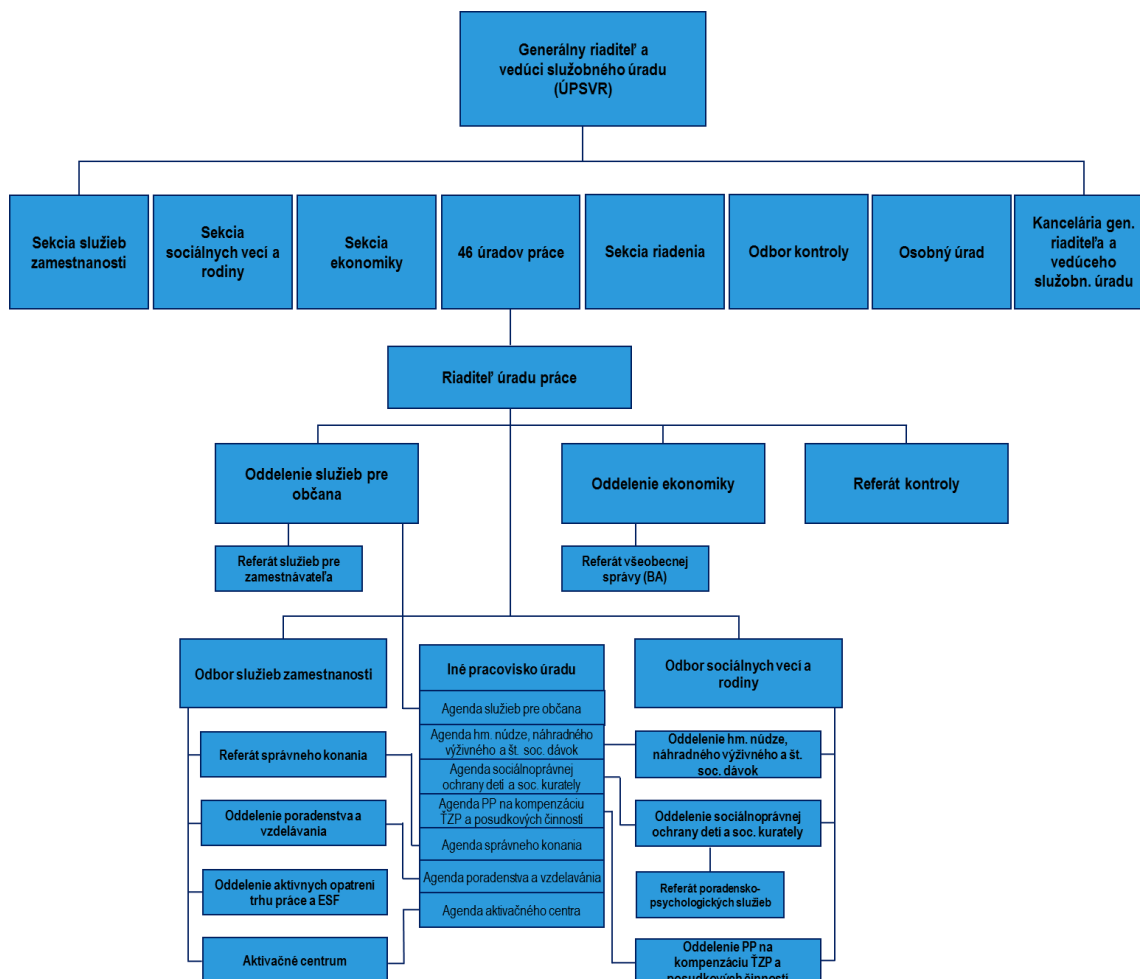 Generálny riaditeľ a
vedúci služobného úradu
(ÚPSVR)
Sekcia služieb
zamestnanosti
Sekcia
sociálnych vecí a
rodiny
Sekcia
ekonomiky
46 úradov práce
Sekcia riadenia
Odbor kontroly
Osobný úrad
Kancelária gen.
riaditeľa a
vedúceho
služobn. úradu
Riaditeľ úradu práce
Oddelenie služieb pre
občana
Oddelenie ekonomiky
Referát kontroly
Referát služieb pre
zamestnávateľa
Referát všeobecnej
správy (BA)
Odbor služieb zamestnanosti
Referát správneho konania
Oddelenie poradenstva a
vzdelávania
Oddelenie aktívnych opatrení
trhu práce a ESF
Aktivačné centrum
Iné pracovisko úradu
Agenda služieb pre občana
Agenda hm. núdze, náhradného
výživného a št. soc. dávok
Agenda sociálnoprávnej
ochrany detí a soc. kurately
Agenda PP na kompenzáciu
ŤZP a posudkových činností
Agenda správneho konania
Agenda poradenstva a vzdelavánia
Agenda aktivačného centra
Odbor sociálnych vecí a
rodiny
Oddelenie hm. núdze,
náhradného výživného a št.
soc. dávok
Oddelenie sociálnoprávnej
ochrany detí a soc. kurately
Referát poradensko-
psychologických služieb
Oddelenie PP na
kompenzáciu ŤZP a
posudkových činností